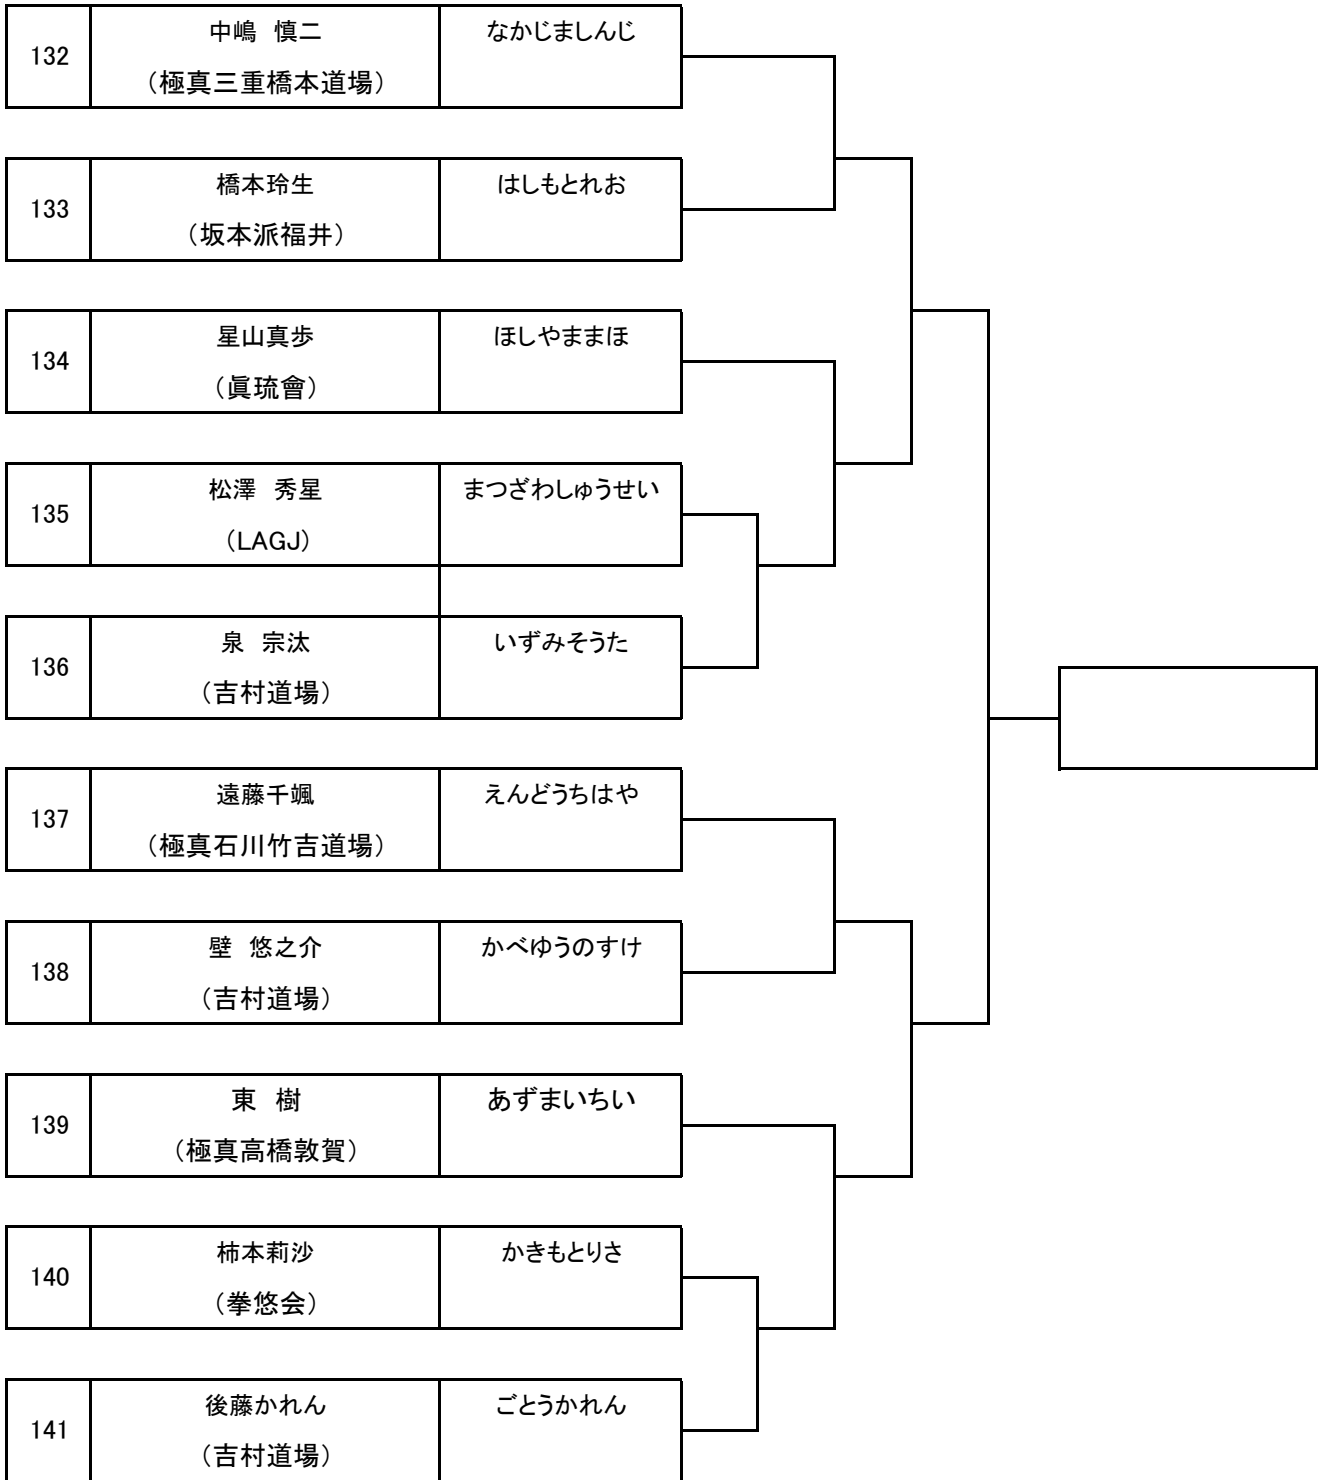 132
中嶋　慎二
なかじましんじ
（極真三重橋本道場）
133
橋本玲生
はしもとれお
（坂本派福井）
134
星山真歩
ほしやままほ
（眞琉會）
135
松澤　秀星
まつざわしゅうせい
（LAGJ）
136
泉　宗汰
いずみそうた
（吉村道場）
137
遠藤千颯
えんどうちはや
（極真石川竹吉道場）
138
壁　悠之介
かべゆうのすけ
（吉村道場）
139
東　樹
あずまいちい
（極真高橋敦賀）
140
柿本莉沙
かきもとりさ
（拳悠会）
141
後藤かれん
ごとうかれん
（吉村道場）